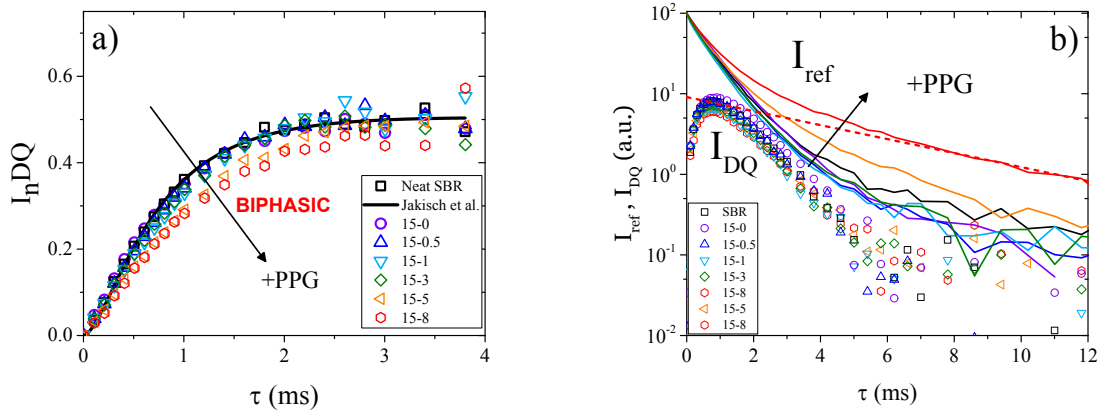 a)
InDQ
0.6
0.4
0.2
0.0
0
1
2
3
4
τ (ms)
BIPHASIC
+PPG
Neat SBR
Jakisch et al.
15-0
15-0.5
15-1
15-3
15-5
15-8
b)
Iref , IDQ (a.u.)
10²
10¹
10⁰
10⁻¹
10⁻²
0
2
4
6
8
10
12
τ (ms)
Iref
+PPG
IDQ
SBR
15-0
15-0.5
15-1
15-3
15-8
15-5
15-8